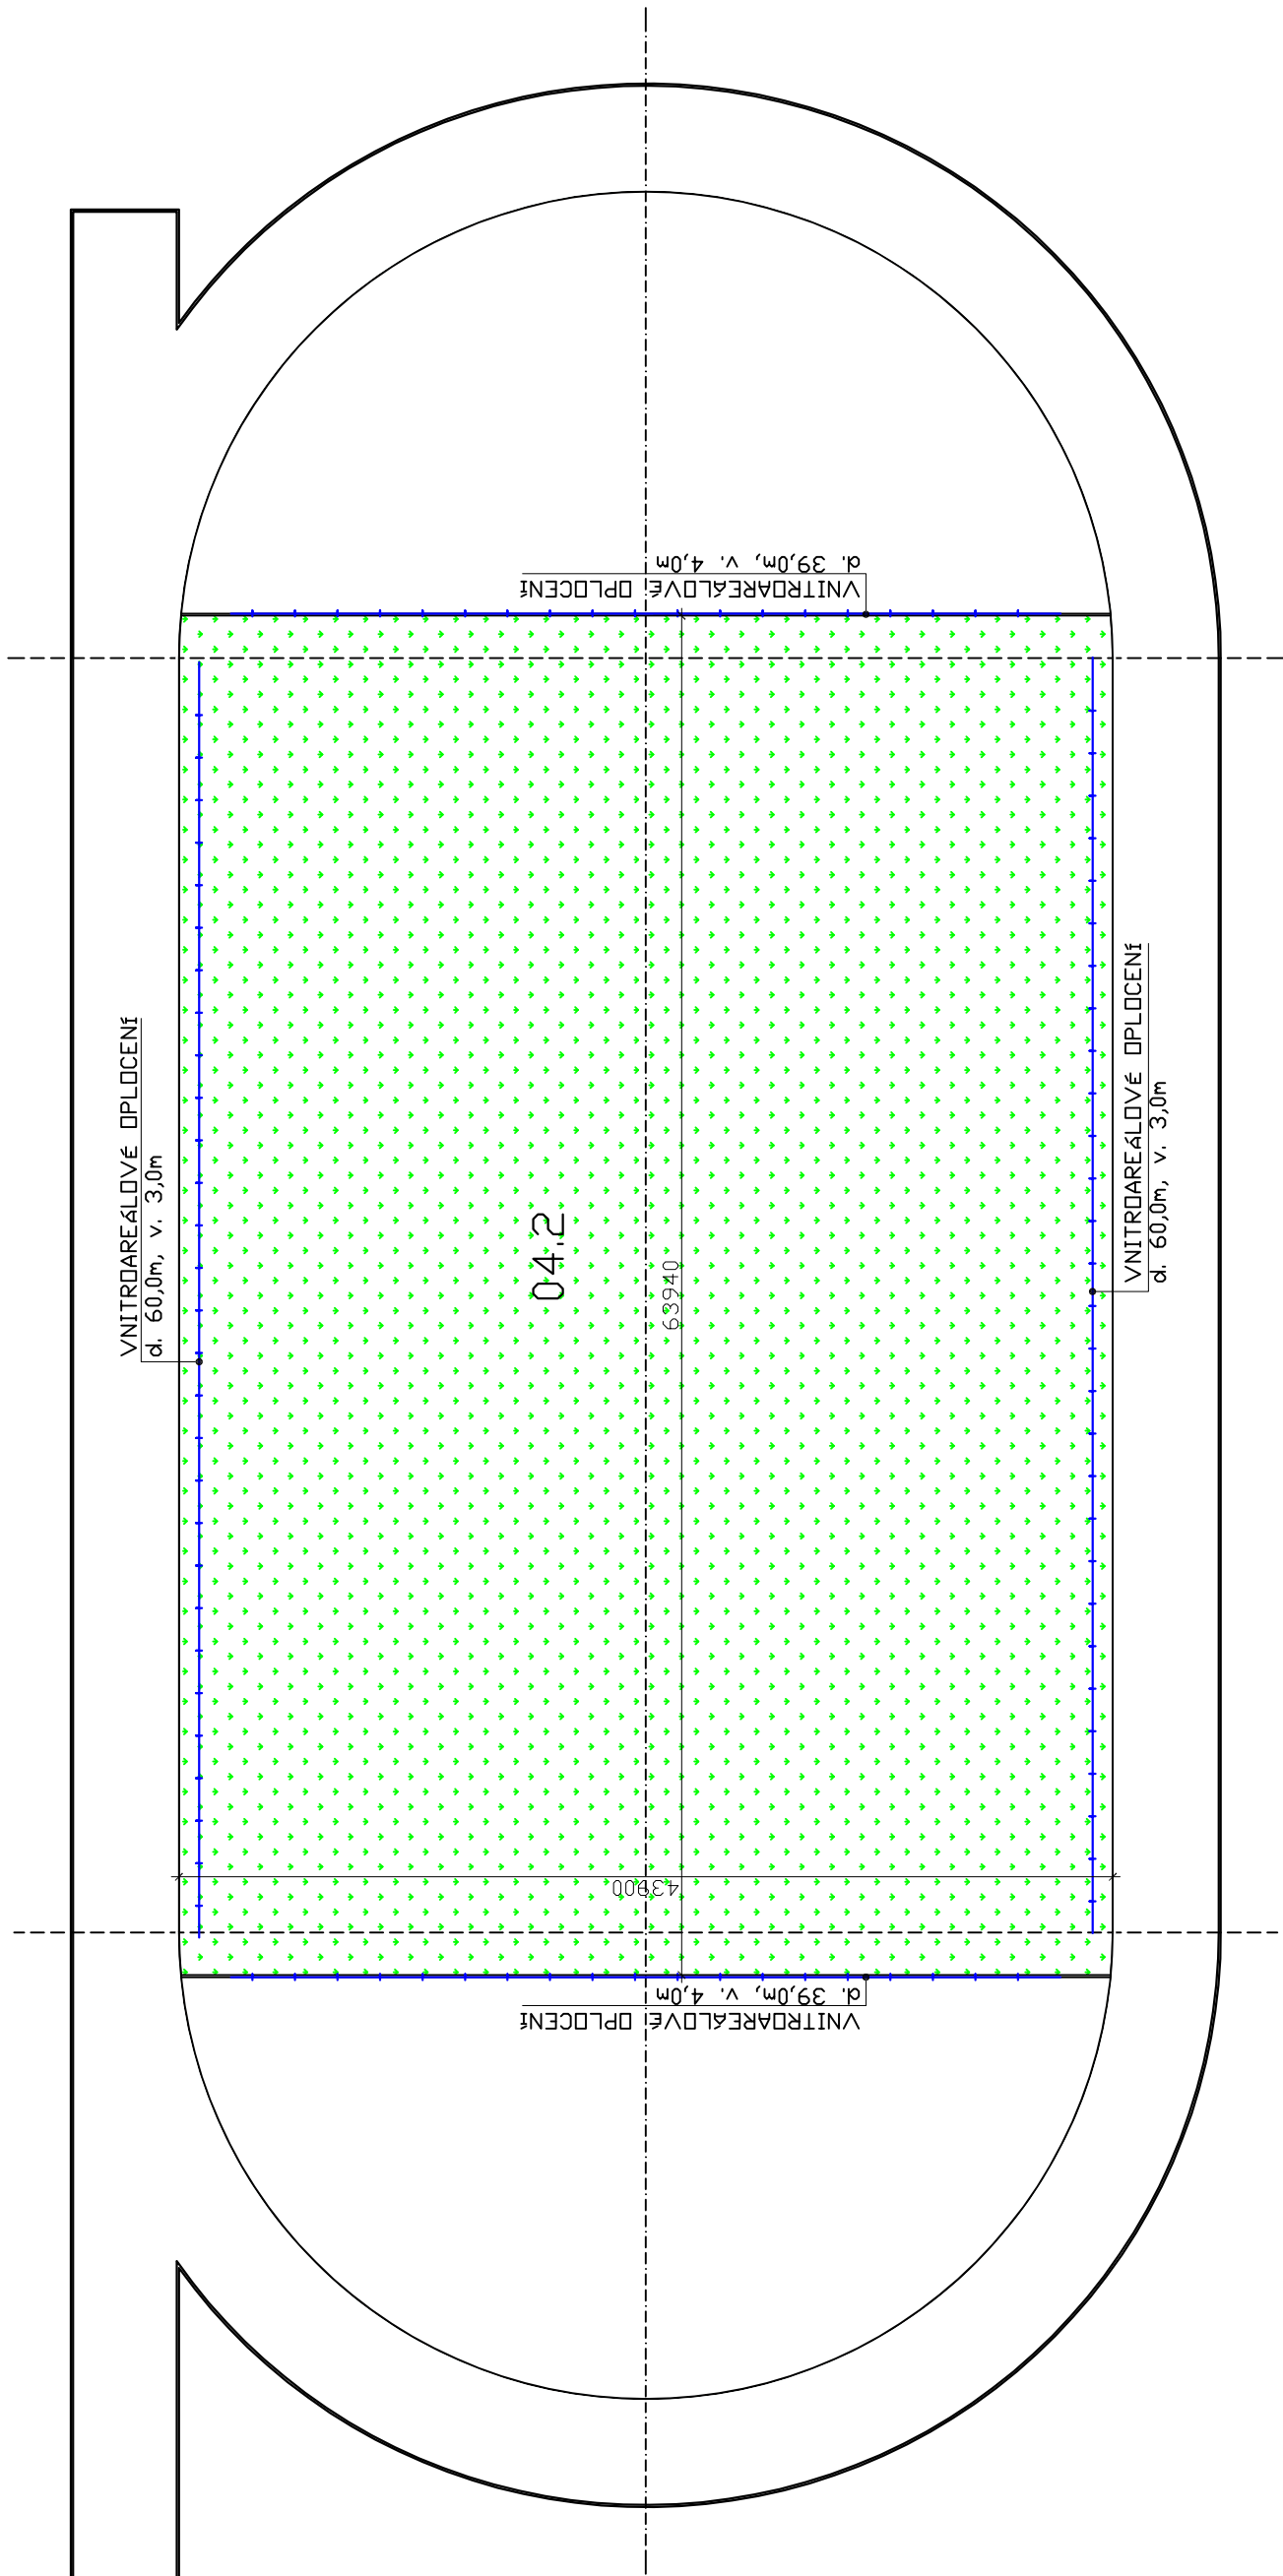 VNITROAREÁLOVÉ OPLOCENÍ
d. 39,0m, v. 4,0m
VNITROAREÁLOVÉ OPLOCENÍ
d. 60,0m, v. 3,0m
04.2
63940
VNITROAREÁLOVÉ OPLOCENÍ
d. 60,0m, v. 3,0m
43900
VNITROAREÁLOVÉ OPLOCENÍ
d. 39,0m, v. 4,0m